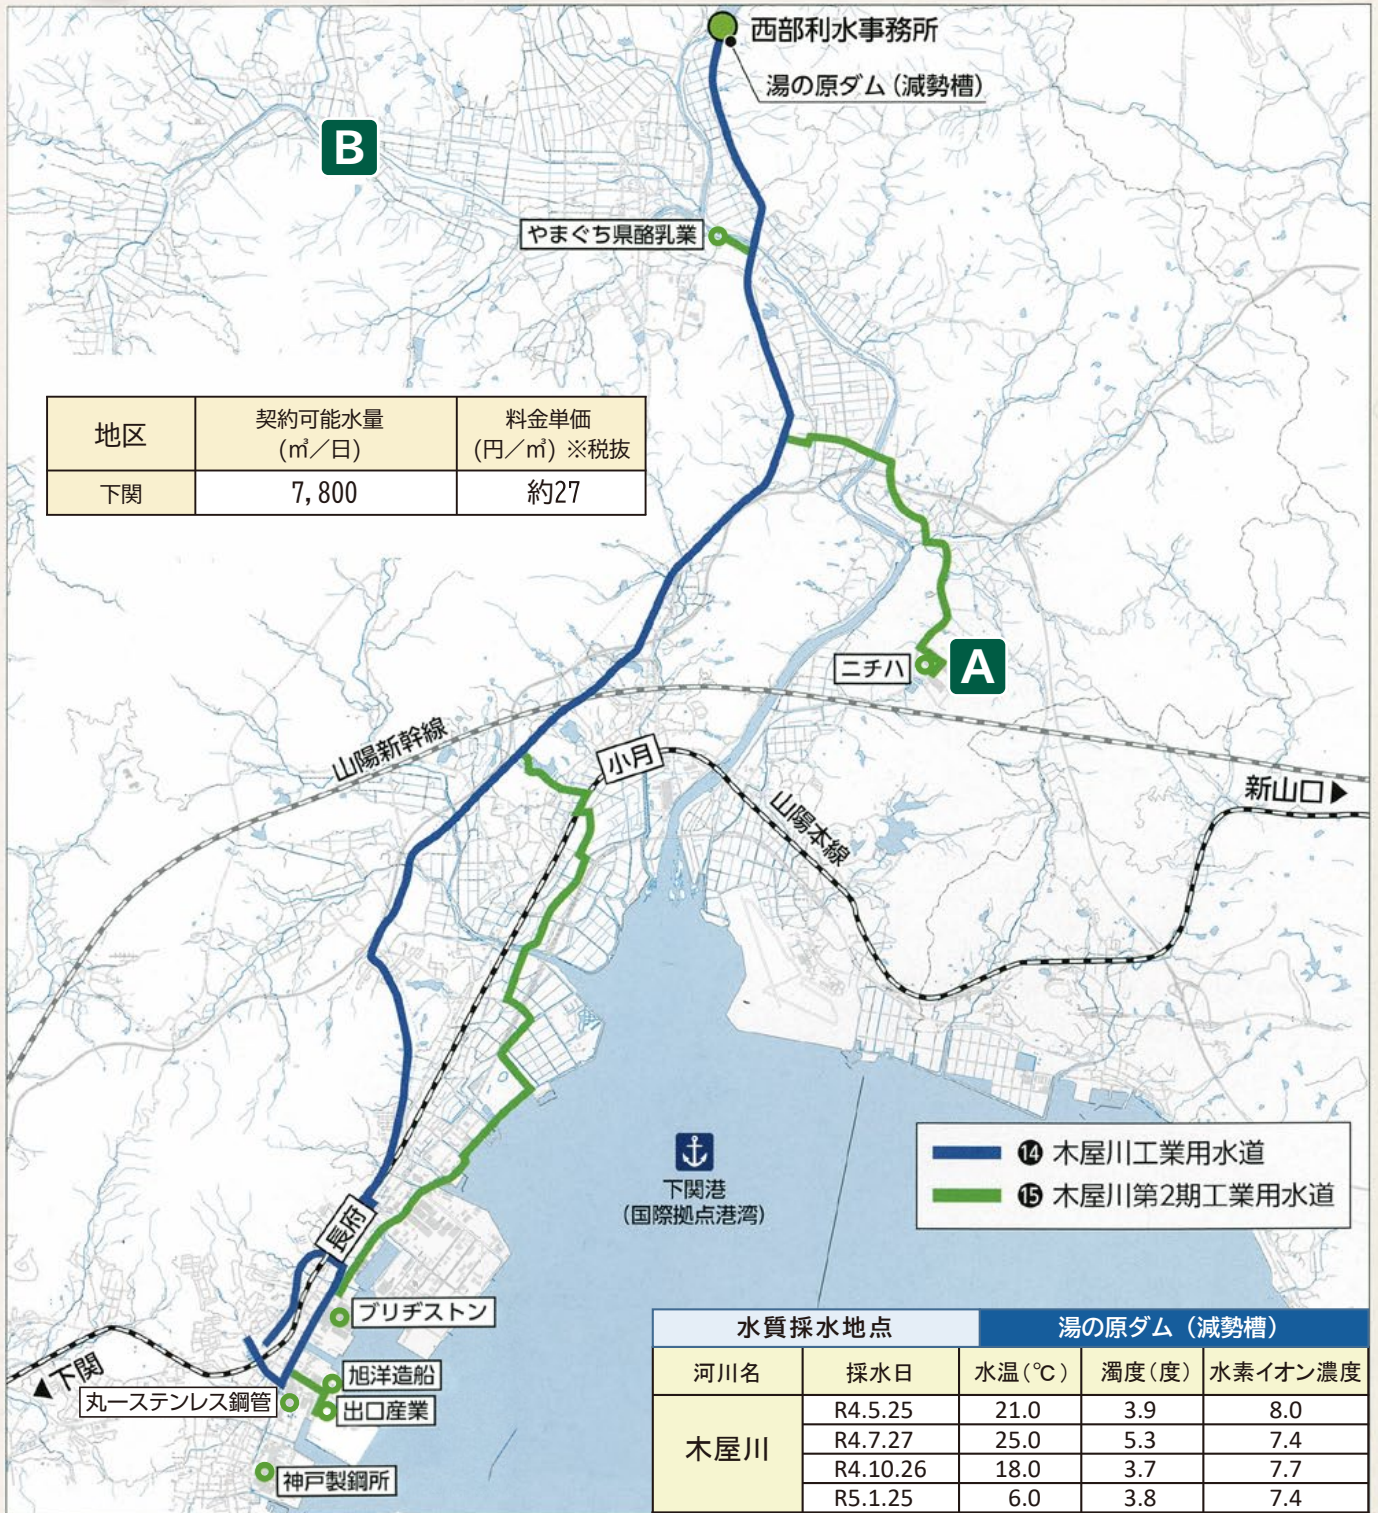 西部利水事務所
湯の原ダム(減勢槽)
B
やまぐち県酪乳業
地区 契約可能水量 (㎥/日) 料金単価 (円/㎥) ※税抜
下関 7,800 約27
ニチハ
A
山陽新幹線
小月
新山口▶
山陽本線
⓮ 木屋川工業用水道
⓯ 木屋川第2期工業用水道
下関港
(国際拠点港湾)
長府
ブリヂストン
◀下関
旭洋造船
丸一ステンレス鋼管
出口産業
神戸製鋼所
水質採水地点 湯の原ダム(減勢槽)
河川名 採水日 水温(℃) 濁度(度) 水素イオン濃度
木屋川 R4.5.25 21.0 3.9 8.0
R4.7.27 25.0 5.3 7.4
R4.10.26 18.0 3.7 7.7
R5.1.25 6.0 3.8 7.4